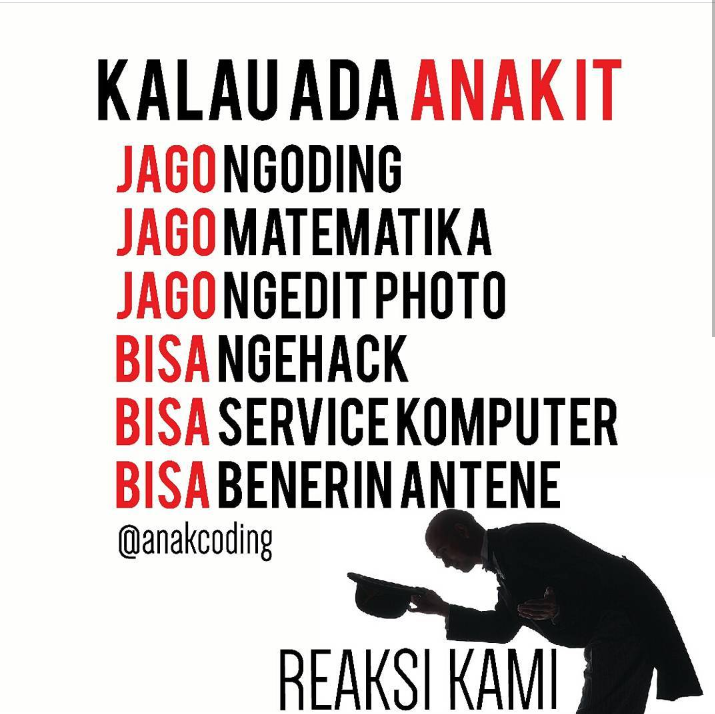 KALAU ADA ANAK IT
JAGO NGODING
JAGO MATEMATIKA
JAGO NGEDIT PHOTO
BISA NGEHACK
BISA SERVICE KOMPUTER
BISA BENERIN ANTENE
@anakcoding
REAKSI KAMI